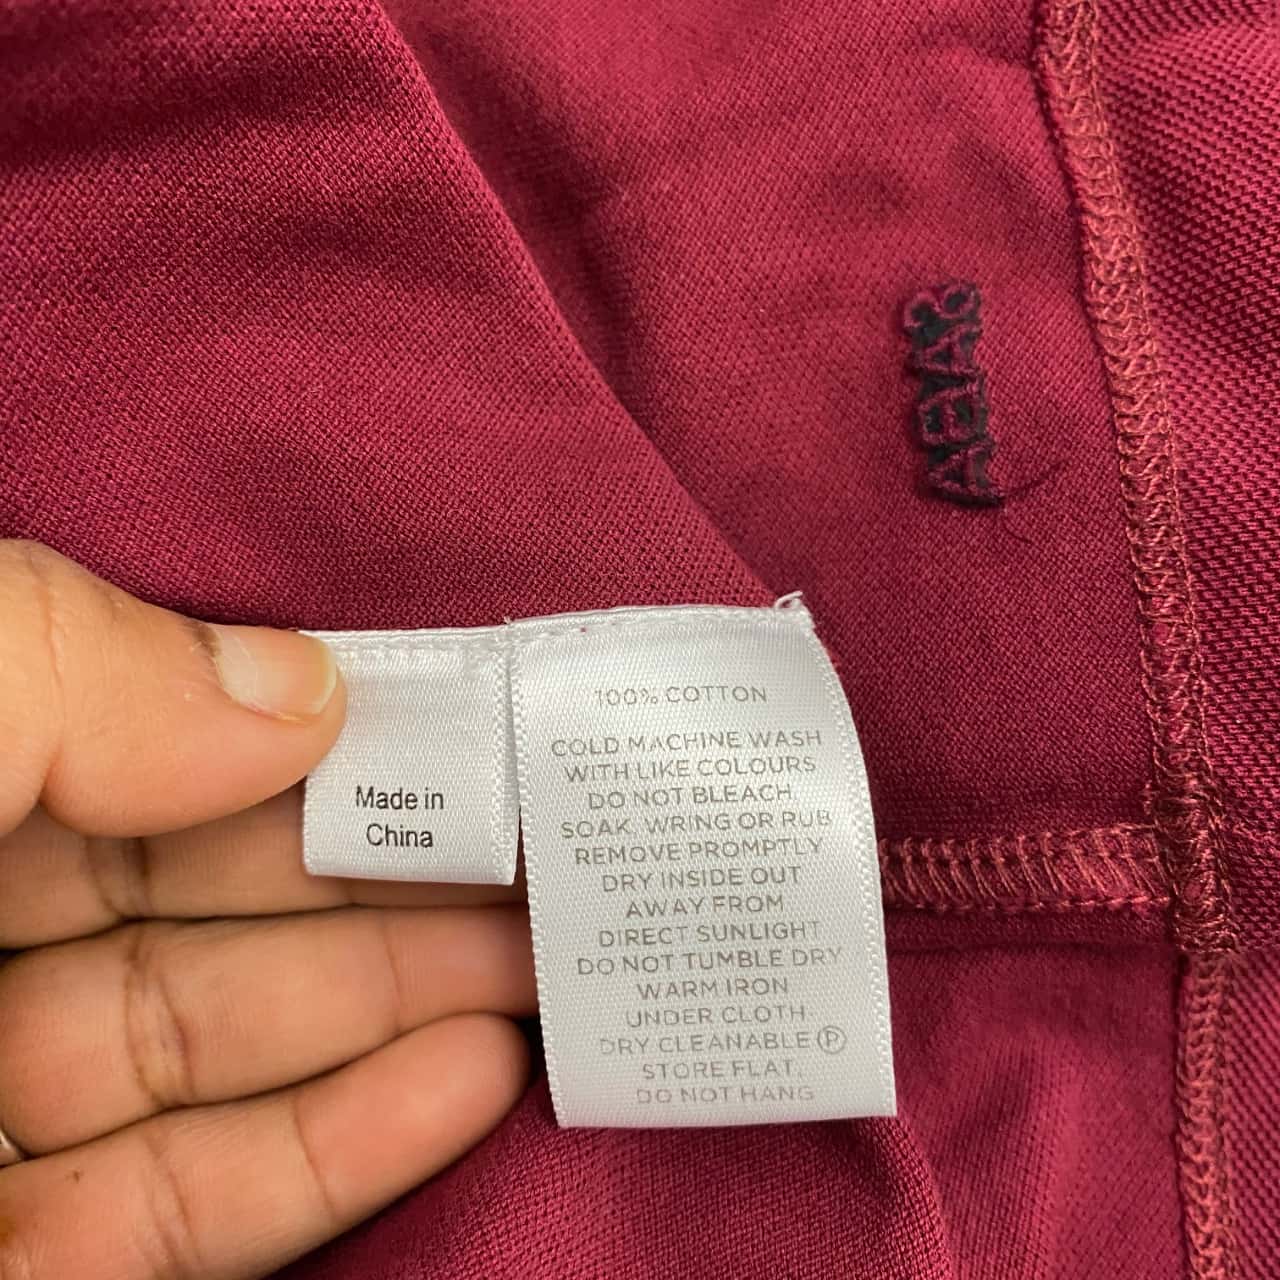 Made in
China
100% COTTON
COLD MACHINE WASH
WITH LIKE COLOURS
DO NOT BLEACH,
SOAK, WRING OR RUB
REMOVE PROMPTLY
DRY INSIDE OUT
AWAY FROM
DIRECT SUNLIGHT
DO NOT TUMBLE DRY
WARM IRON
UNDER CLOTH
DRY CLEANABLE Ⓟ
STORE FLAT,
DO NOT HANG